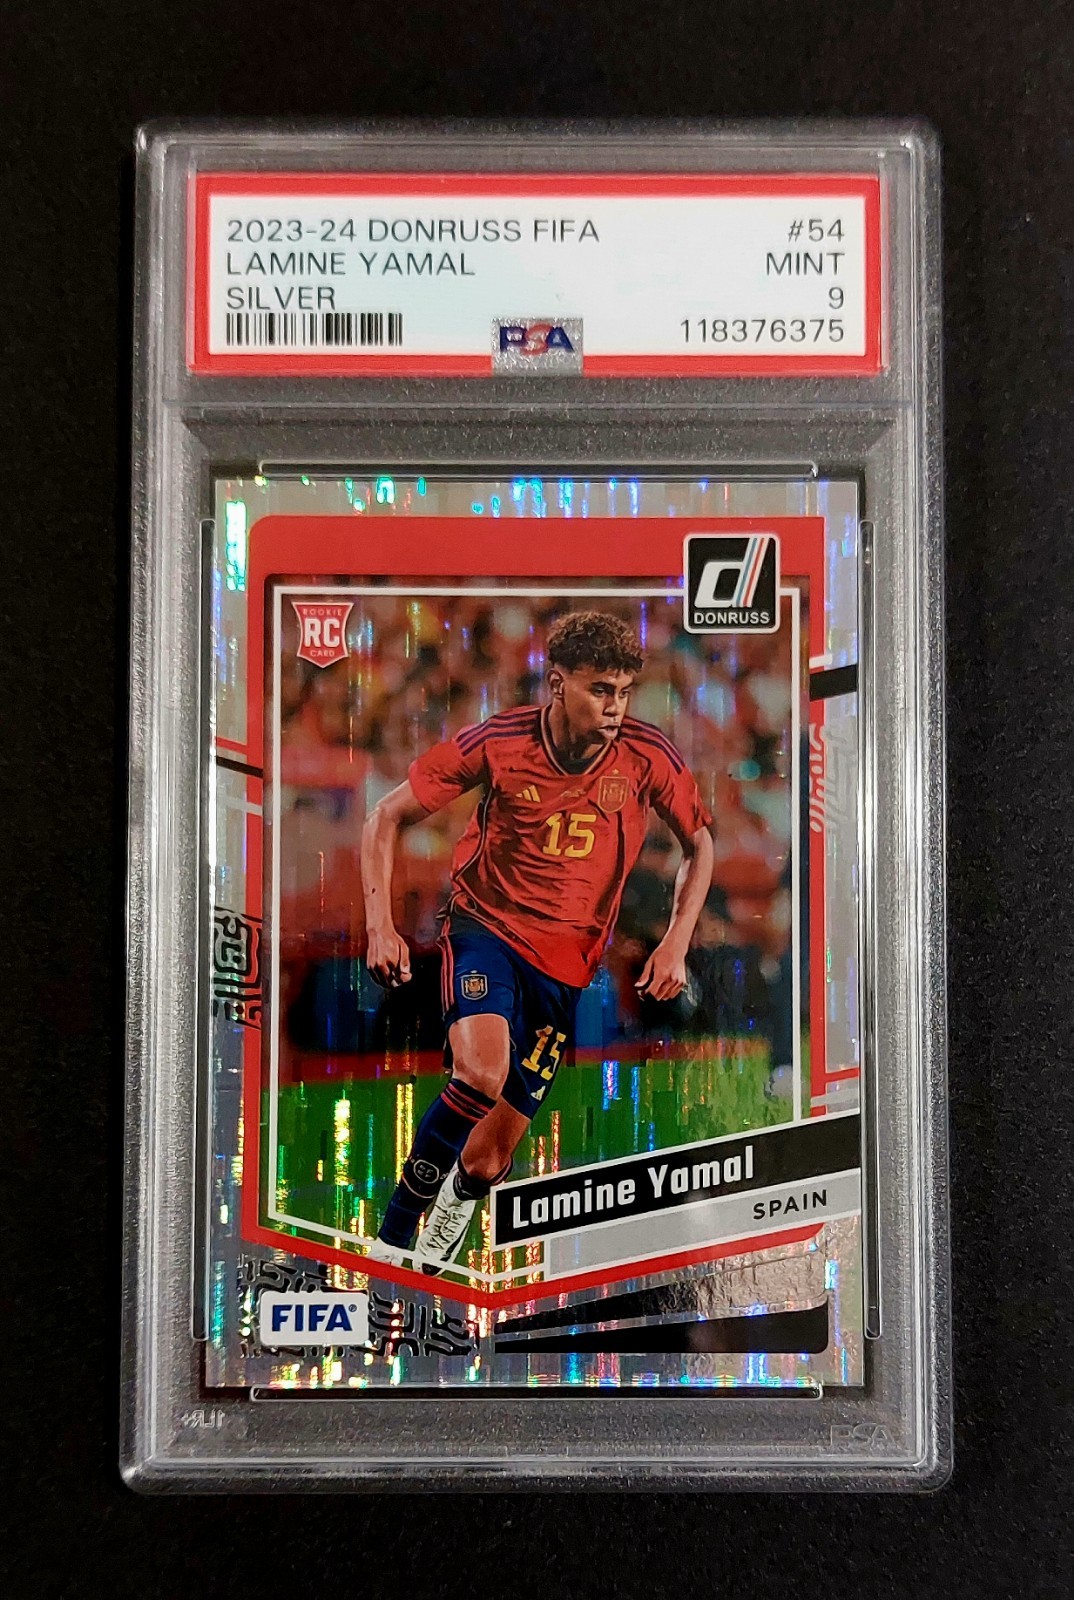 2023-24 DONRUSS FIFA #54
LAMINE YAMAL MINT
SILVER 9
PSA 118376375
d
DONRUSS
ROOKIE
RC
CARD
15
15
Lamine Yamal
SPAIN
FIFA®
PSA